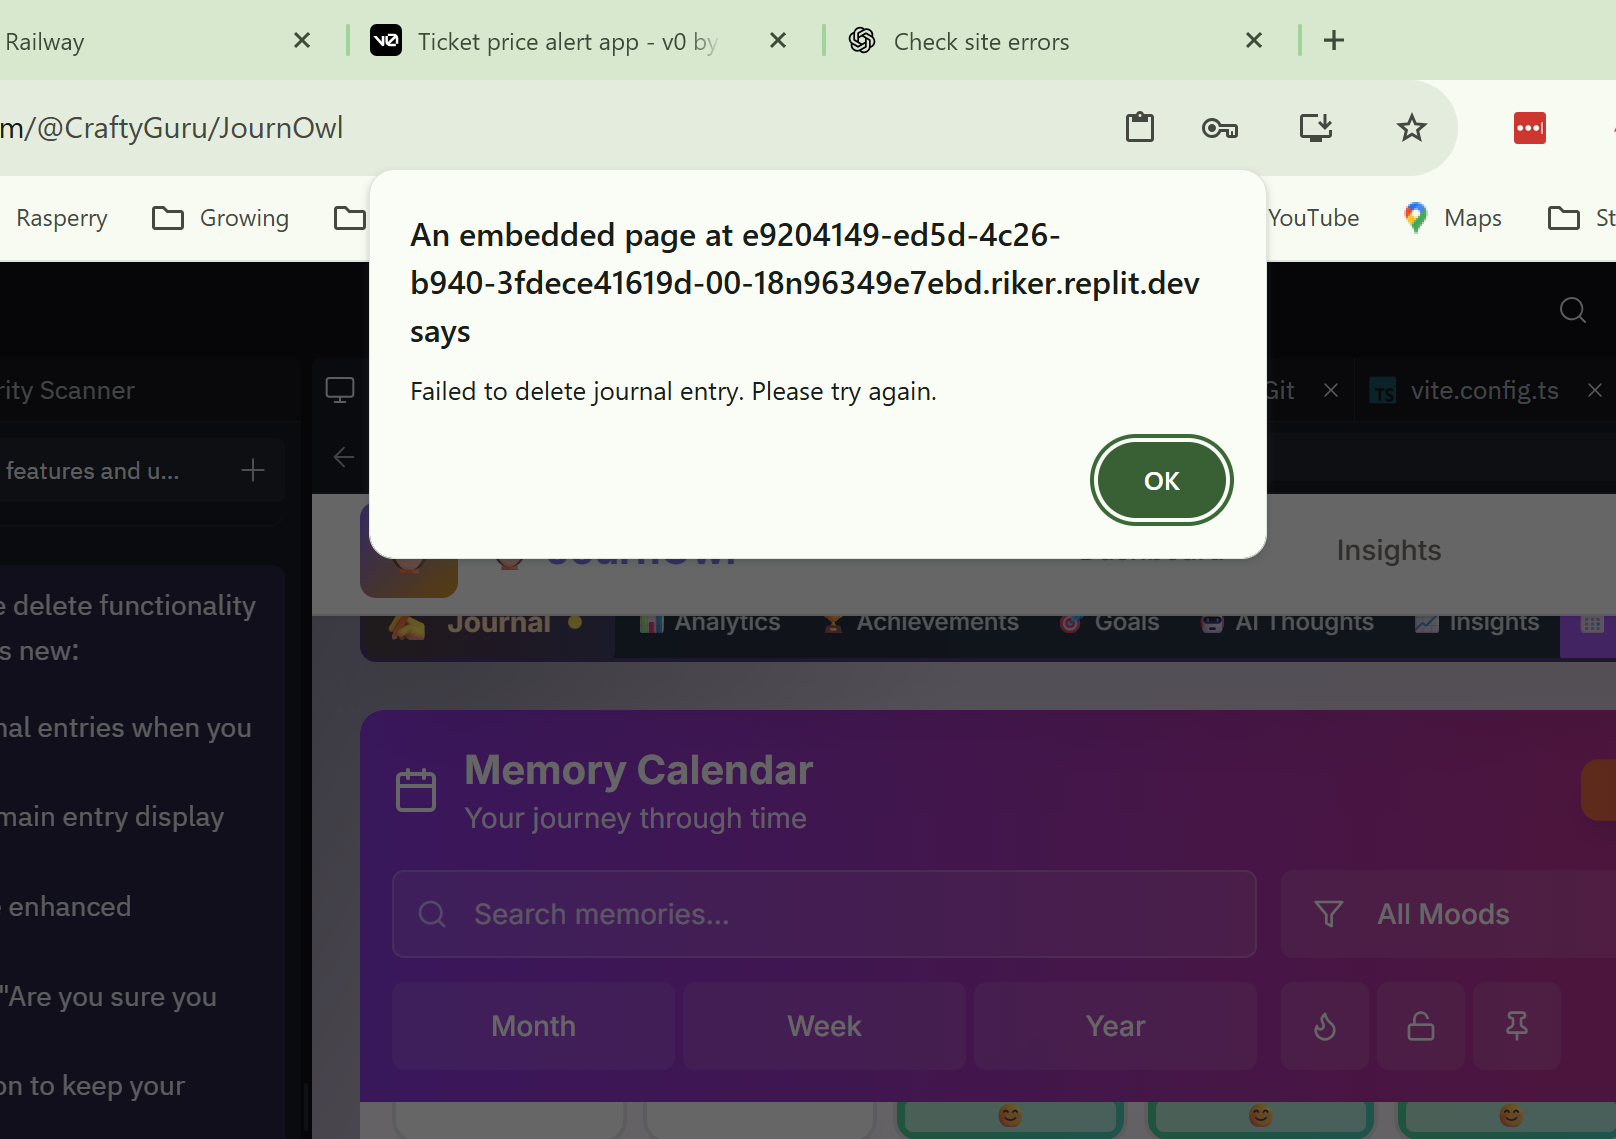 Railway
v0 Ticket price alert app - v0 by
Check site errors
m/@CraftyGuru/JournOwl
Rasperry
Growing
YouTube
Maps
St
An embedded page at e9204149-ed5d-4c26-
b940-3fdece41619d-00-18n96349e7ebd.riker.replit.dev
says
Failed to delete journal entry. Please try again.
OK
rity Scanner
Git
TS vite.config.ts
features and u...
e delete functionality
s new:
nal entries when you
main entry display
e enhanced
"Are you sure you
on to keep your
JournOwl
Dashboard
Insights
Journal
Analytics
Achievements
Goals
AI Thoughts
Insights
Memory Calendar
Your journey through time
Search memories...
All Moods
Month
Week
Year